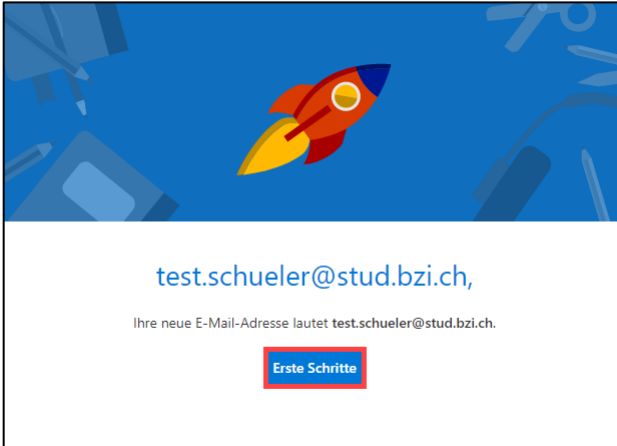 test.schueler@stud.bzi.ch,
Ihre neue E-Mail-Adresse lautet test.schueler@stud.bzi.ch.
Erste Schritte